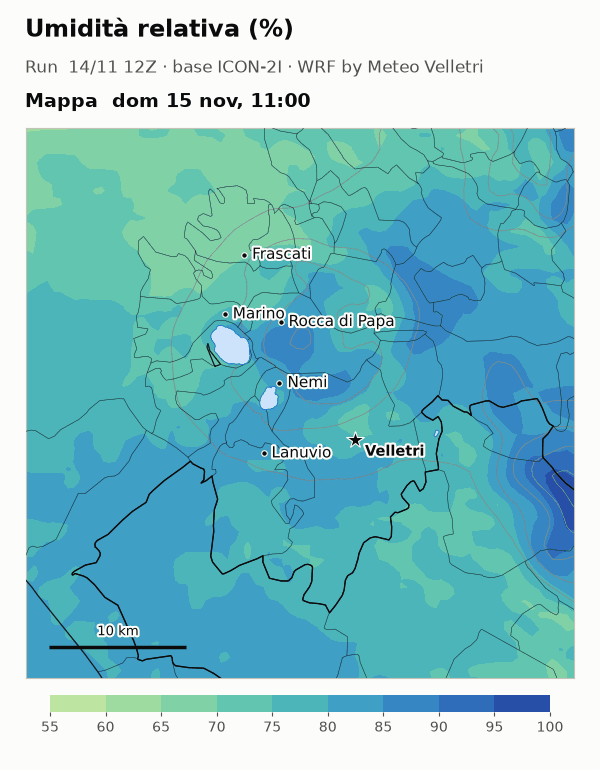 Umidità relativa (%)
Run  14/11 12Z · base ICON-2I · WRF by Meteo Velletri
Mappa  dom 15 nov, 11:00
Frascati
Marino
Rocca di Papa
Nemi
Velletri
Lanuvio
10 km
55 60 65 70 75 80 85 90 95 100